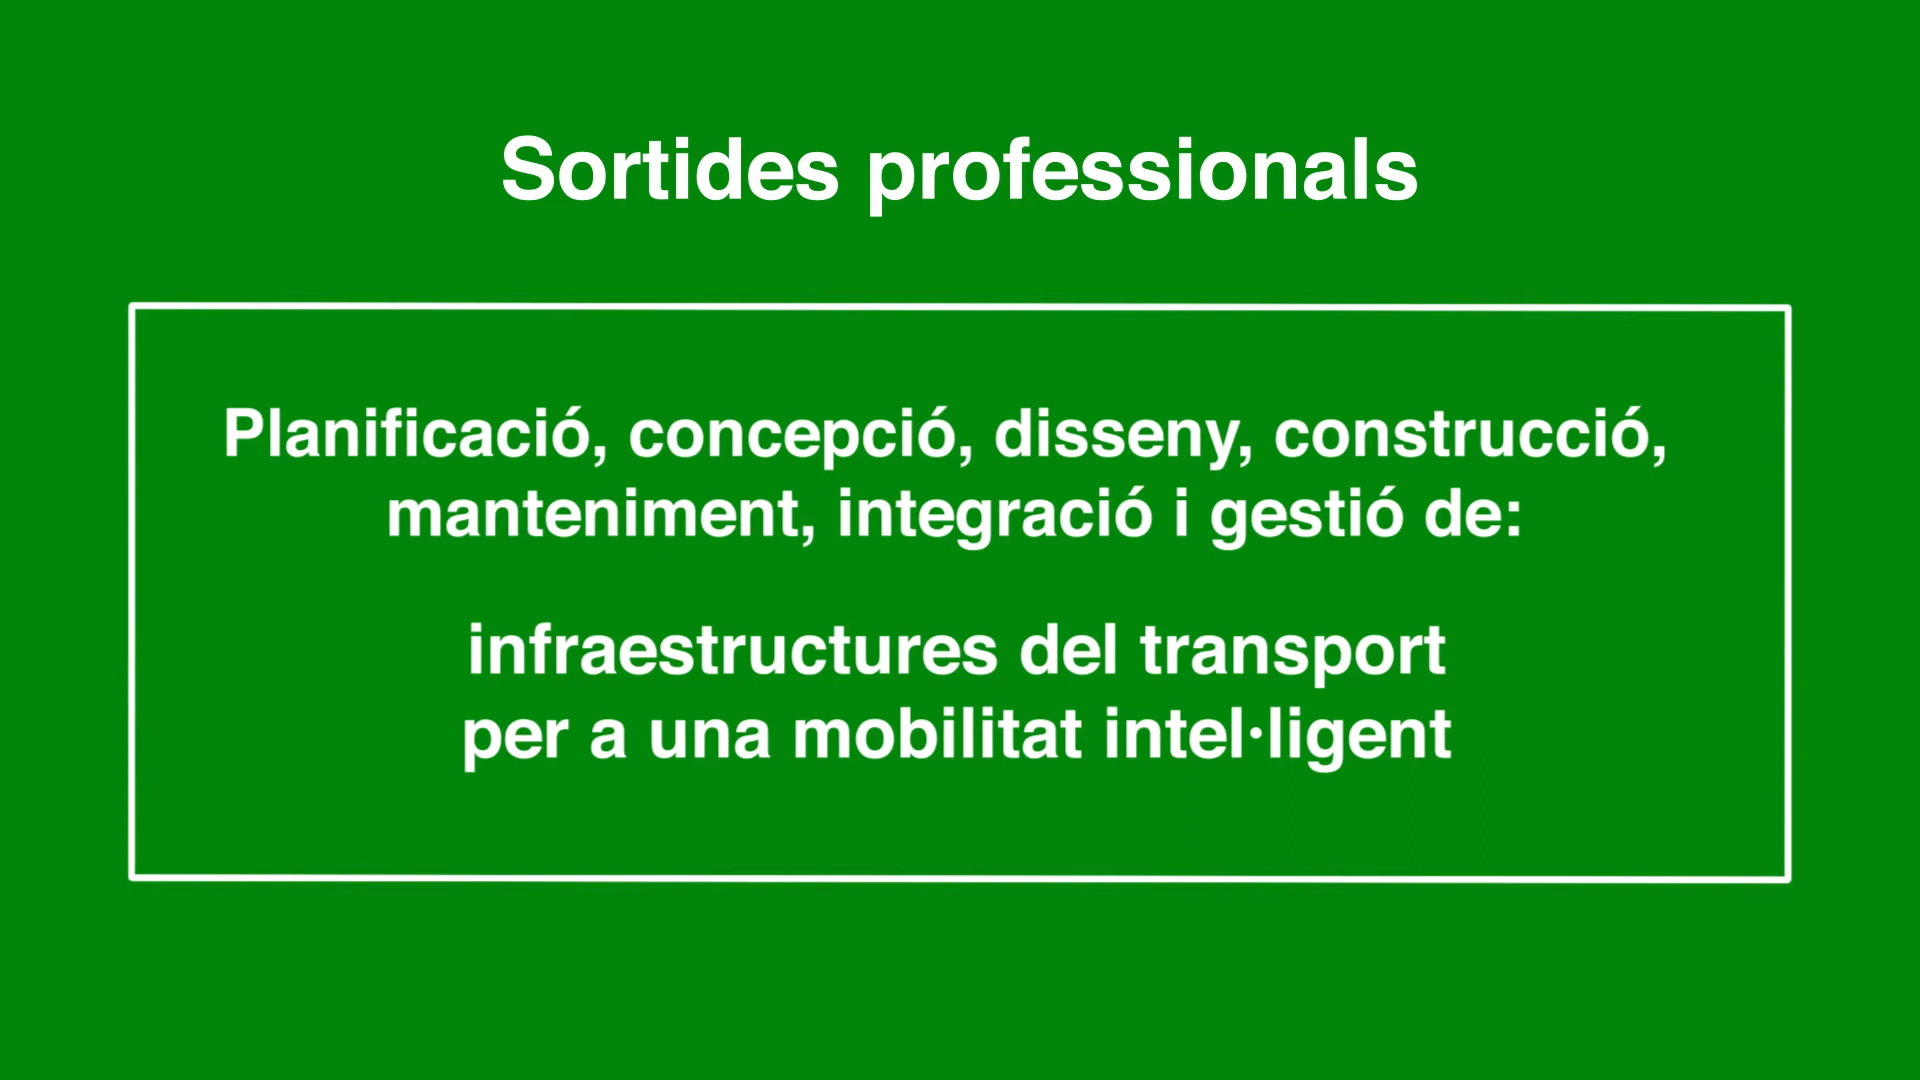 Sortides professionals
Planificació, concepció, disseny, construcció,
manteniment, integració i gestió de:
infraestructures del transport
per a una mobilitat intel·ligent